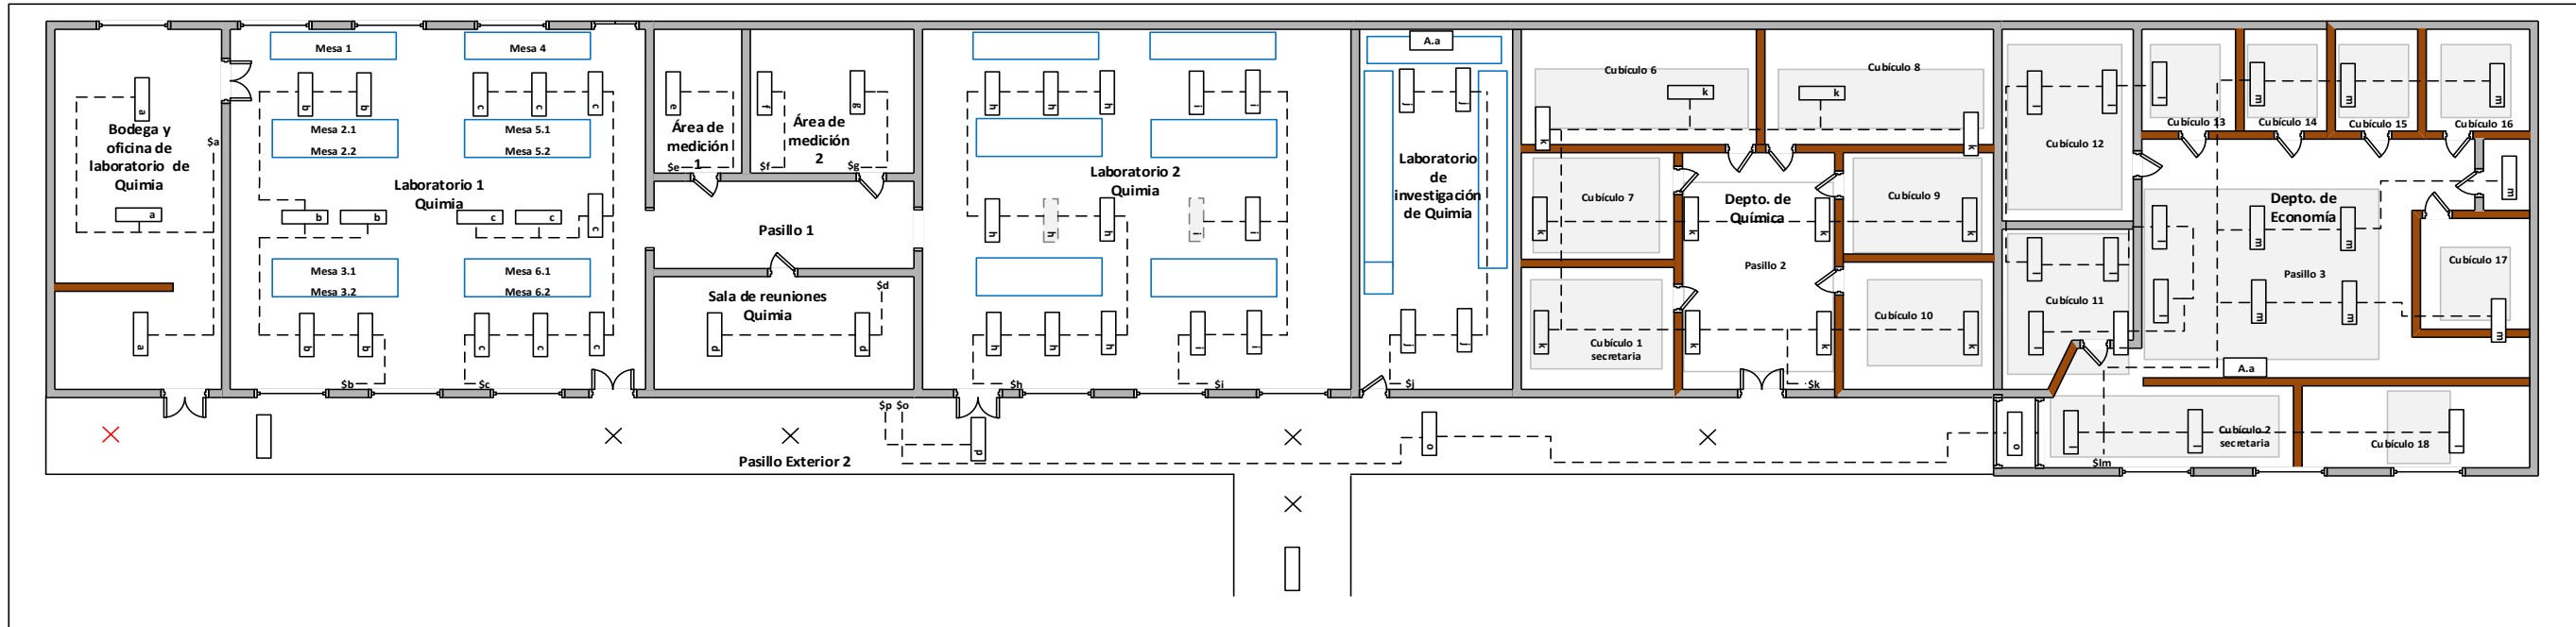 Bodega y
oficina de
laboratorio de
Quimia
a
a
a
$a
Mesa 1
Mesa 4
b
b
c
c
c
Mesa 2.1
Mesa 2.2
Mesa 5.1
Mesa 5.2
Laboratorio 1
Quimia
b
b
c
c
c
Mesa 3.1
Mesa 3.2
Mesa 6.1
Mesa 6.2
b
b
c
c
c
$b
$c
e
Área de
medición
1
$e
f
g
Área de
medición
2
$f
$g
Pasillo 1
Sala de reuniones
Quimia
$d
d
d
h
h
h
i
i
Laboratorio 2
Quimia
h
h
h
i
i
h
h
h
i
i
$h
$i
A.a
j
j
Laboratorio
de
investigación
de Quimia
j
j
$j
Cubículo 6
k
k
Cubículo 8
k
k
Cubículo 7
k
k
Depto. de
Química
k
Cubículo 9
k
Pasillo 2
Cubículo 1
secretaria
k
k
k
Cubículo 10
k
$k
l
l
Cubículo 12
l
l
Cubículo 11
l
l
l
Cubículo 13
m
Cubículo 14
m
Cubículo 15
m
Cubículo 16
m
Depto. de
Economía
l
m
m
Pasillo 3
l
m
m
Cubículo 17
m
A.a
l
l
Cubículo 2
secretaria
Cubículo 18
l
$lm
$p
$o
p
o
o
Pasillo Exterior 2